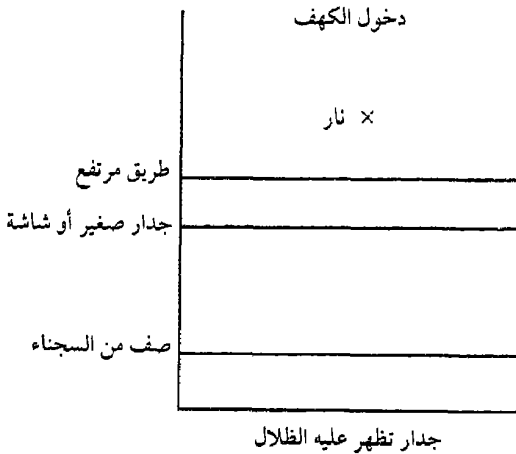 دخول الكهف
× نار
طريق مرتفع
جدار صغير أو شاشة
صف من السجناء
جدار تظهر عليه الظلال